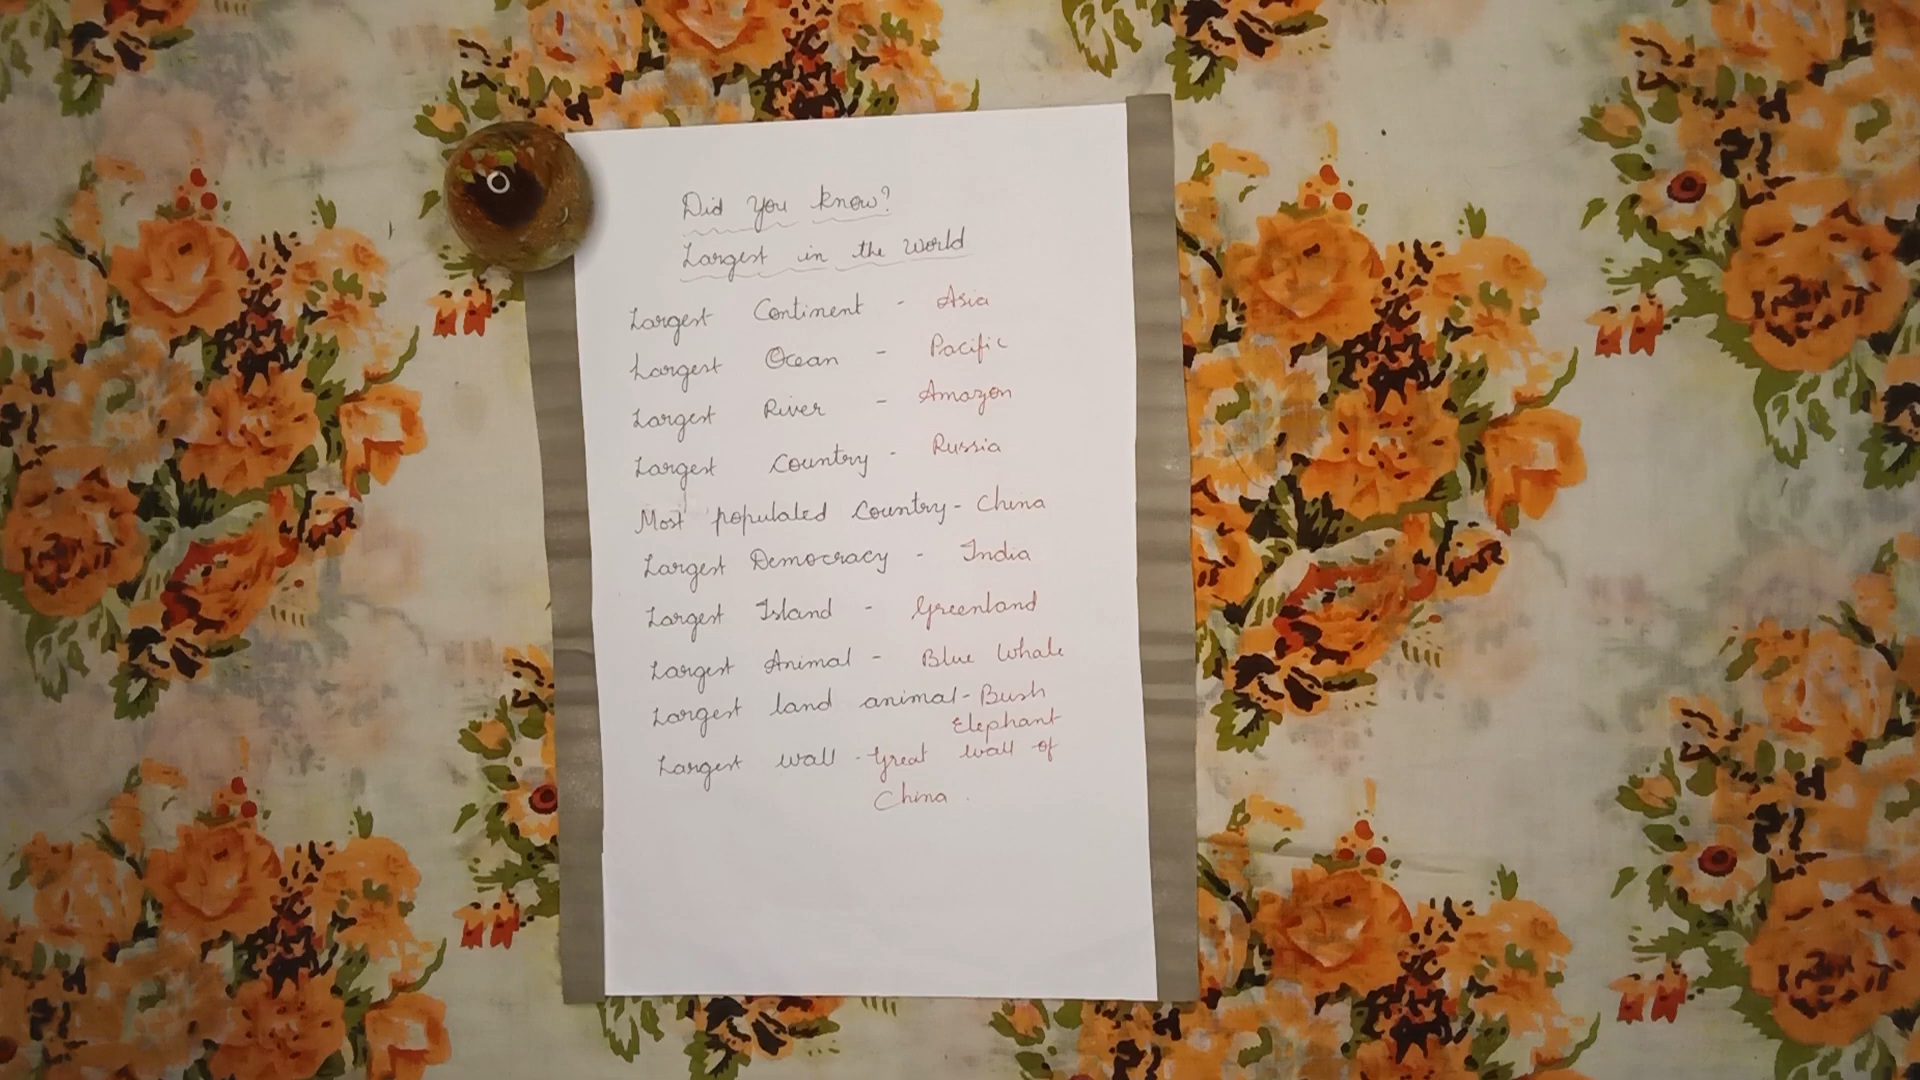 Did you know?
Largest in the world
Largest Continent - Asia
Largest Ocean - Pacific
Largest River - Amazon
Largest Country - Russia
Most populated Country - China
Largest Democracy - India
Largest Island - Greenland
Largest Animal - Blue Whale
Largest land animal - Bush
Elephant
Largest wall - Great wall of
China.